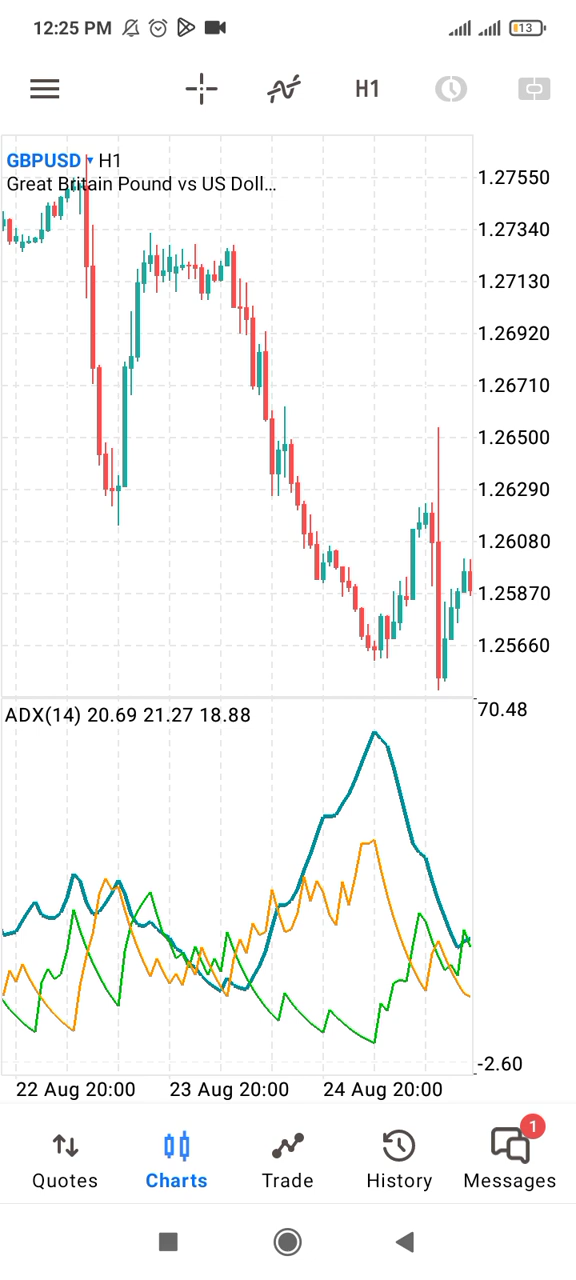 12:25 PM 13
H1
GBPUSD H1
Great Britain Pound vs US Doll...
1.27550
1.27340
1.27130
1.26920
1.26710
1.26500
1.26290
1.26080
1.25870
1.25660
ADX(14) 20.69 21.27 18.88
70.48
-2.60
22 Aug 20:00 23 Aug 20:00 24 Aug 20:00
1
Quotes Charts Trade History Messages